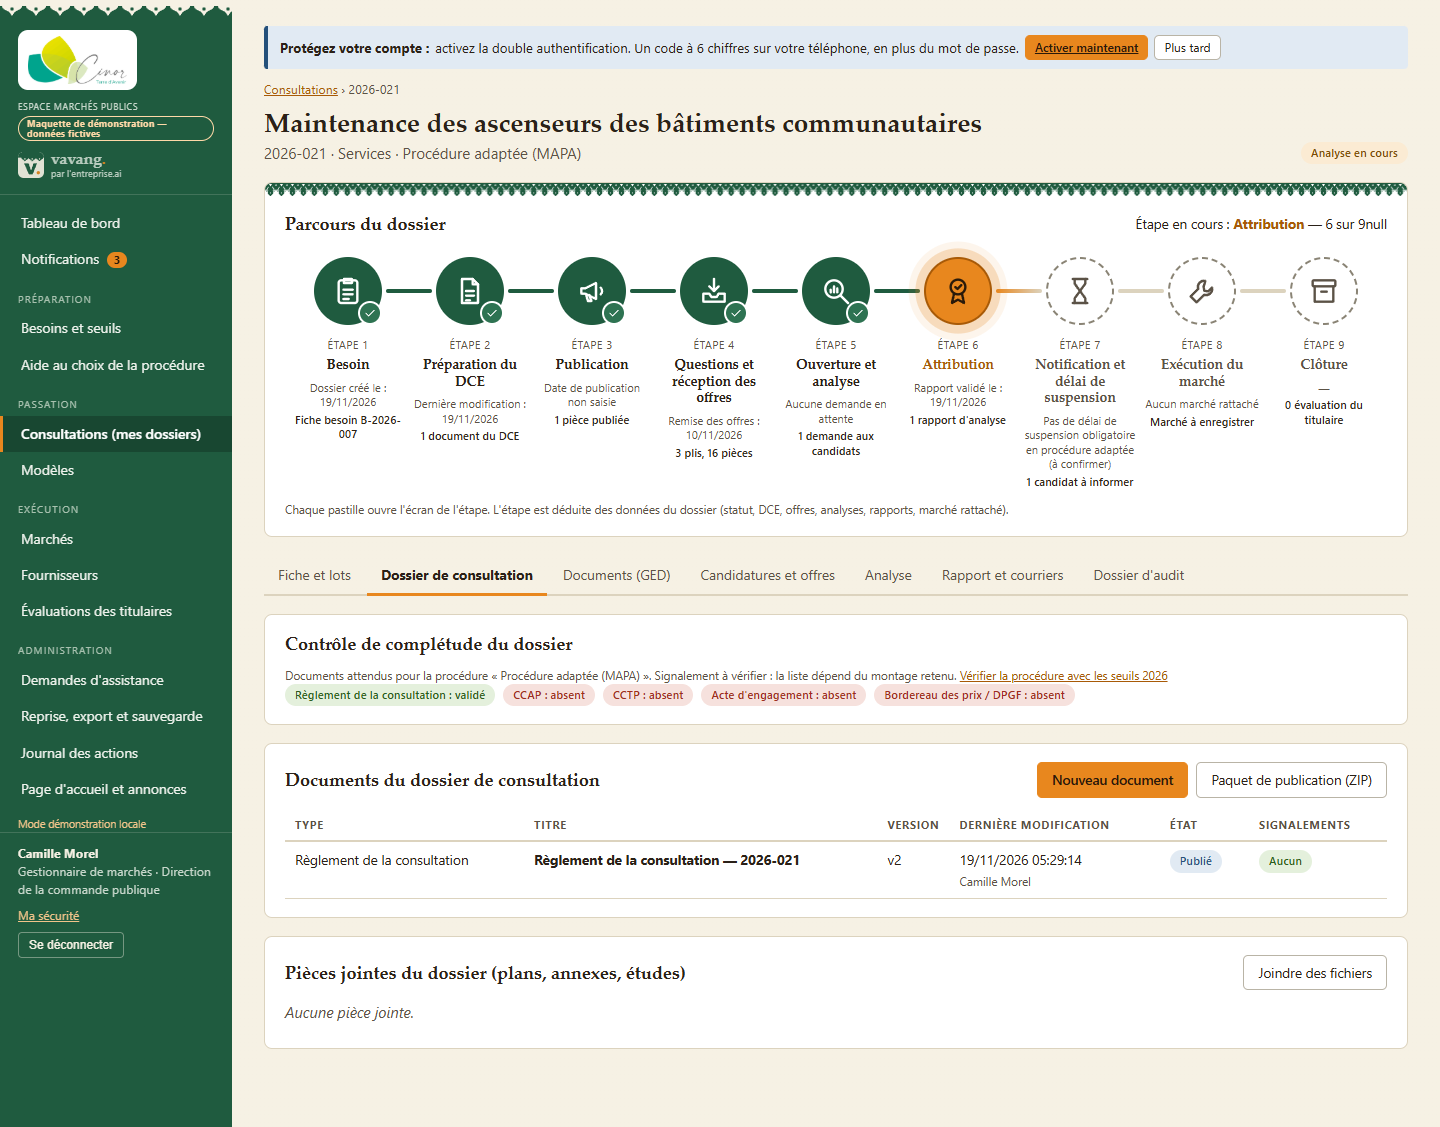 Cinor
Terre d'Avenir
ESPACE MARCHÉS PUBLICS
Maquette de démonstration —
données fictives
vavang.
par l'entreprise.ai
Tableau de bord
Notifications 3
PRÉPARATION
Besoins et seuils
Aide au choix de la procédure
PASSATION
Consultations (mes dossiers)
Modèles
EXÉCUTION
Marchés
Fournisseurs
Évaluations des titulaires
ADMINISTRATION
Demandes d'assistance
Reprise, export et sauvegarde
Journal des actions
Page d'accueil et annonces
Mode démonstration locale
Camille Morel
Gestionnaire de marchés · Direction
de la commande publique
Ma sécurité
Se déconnecter
Protégez votre compte : activez la double authentification. Un code à 6 chiffres sur votre téléphone, en plus du mot de passe. Activer maintenant Plus tard
Consultations › 2026-021
Maintenance des ascenseurs des bâtiments communautaires
2026-021 · Services · Procédure adaptée (MAPA)
Analyse en cours
Parcours du dossier
Étape en cours : Attribution — 6 sur 9null
ÉTAPE 1
Besoin
Dossier créé le :
19/11/2026
Fiche besoin B-2026-
007
ÉTAPE 2
Préparation du
DCE
Dernière modification :
19/11/2026
1 document du DCE
ÉTAPE 3
Publication
Date de publication
non saisie
1 pièce publiée
ÉTAPE 4
Questions et
réception des
offres
Remise des offres :
10/11/2026
3 plis, 16 pièces
ÉTAPE 5
Ouverture et
analyse
Aucune demande en
attente
1 demande aux
candidats
ÉTAPE 6
Attribution
Rapport validé le :
19/11/2026
1 rapport d'analyse
ÉTAPE 7
Notification et
délai de
suspension
Pas de délai de
suspension obligatoire
en procédure adaptée
(à confirmer)
1 candidat à informer
ÉTAPE 8
Exécution du
marché
Aucun marché rattaché
Marché à enregistrer
ÉTAPE 9
Clôture
—
0 évaluation du
titulaire
Chaque pastille ouvre l'écran de l'étape. L'étape est déduite des données du dossier (statut, DCE, offres, analyses, rapports, marché rattaché).
Fiche et lots Dossier de consultation Documents (GED) Candidatures et offres Analyse Rapport et courriers Dossier d'audit
Contrôle de complétude du dossier
Documents attendus pour la procédure « Procédure adaptée (MAPA) ». Signalement à vérifier : la liste dépend du montage retenu. Vérifier la procédure avec les seuils 2026
Règlement de la consultation : validé CCAP : absent CCTP : absent Acte d'engagement : absent Bordereau des prix / DPGF : absent
Documents du dossier de consultation
Nouveau document Paquet de publication (ZIP)
TYPE TITRE VERSION DERNIÈRE MODIFICATION ÉTAT SIGNALEMENTS
Règlement de la consultation Règlement de la consultation — 2026-021 v2 19/11/2026 05:29:14 Publié Aucun
Camille Morel
Pièces jointes du dossier (plans, annexes, études)
Joindre des fichiers
Aucune pièce jointe.